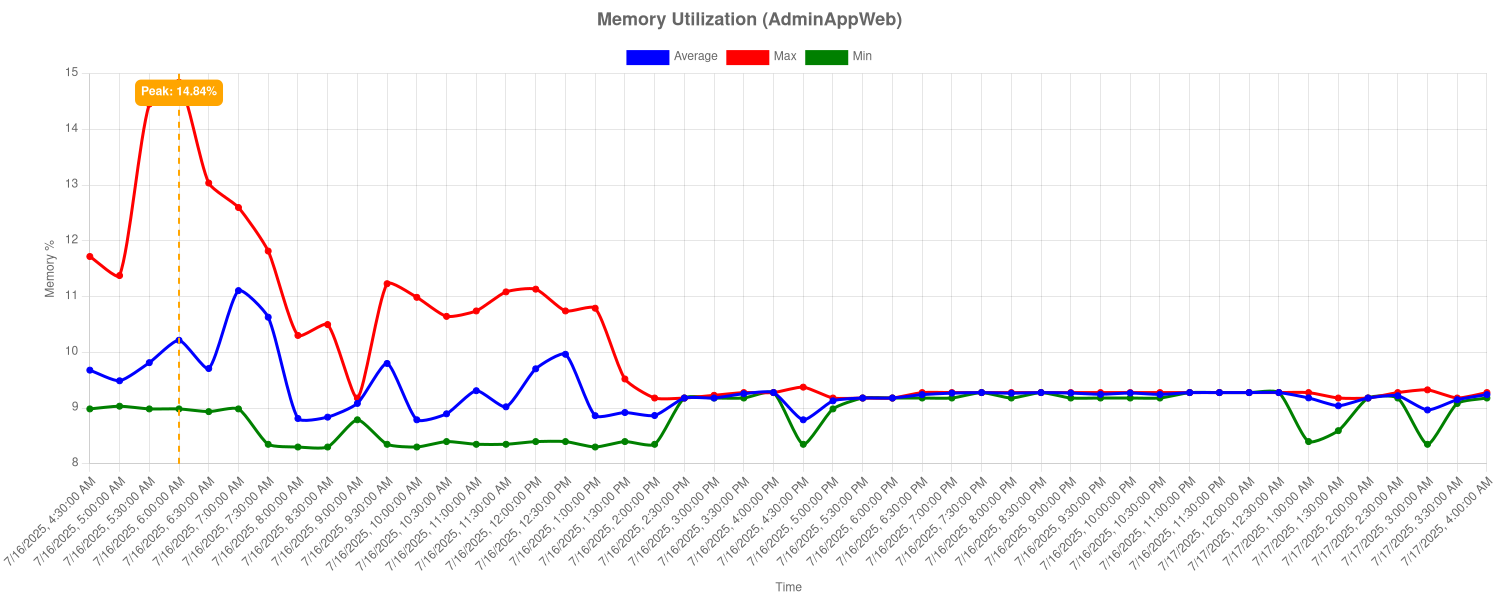 Memory Utilization (AdminAppWeb)
Average Max Min
Peak: 14.84%
15
14
13
12
11
10
9
8
Memory %
7/16/2025, 4:30:00 AM
7/16/2025, 5:00:00 AM
7/16/2025, 5:30:00 AM
7/16/2025, 6:00:00 AM
7/16/2025, 6:30:00 AM
7/16/2025, 7:00:00 AM
7/16/2025, 7:30:00 AM
7/16/2025, 8:00:00 AM
7/16/2025, 8:30:00 AM
7/16/2025, 9:00:00 AM
7/16/2025, 9:30:00 AM
7/16/2025, 10:00:00 AM
7/16/2025, 10:30:00 AM
7/16/2025, 11:00:00 AM
7/16/2025, 11:30:00 AM
7/16/2025, 12:00:00 PM
7/16/2025, 12:30:00 PM
7/16/2025, 1:00:00 PM
7/16/2025, 1:30:00 PM
7/16/2025, 2:00:00 PM
7/16/2025, 2:30:00 PM
7/16/2025, 3:00:00 PM
7/16/2025, 3:30:00 PM
7/16/2025, 4:00:00 PM
7/16/2025, 4:30:00 PM
7/16/2025, 5:00:00 PM
7/16/2025, 5:30:00 PM
7/16/2025, 6:00:00 PM
7/16/2025, 6:30:00 PM
7/16/2025, 7:00:00 PM
7/16/2025, 7:30:00 PM
7/16/2025, 8:00:00 PM
7/16/2025, 8:30:00 PM
7/16/2025, 9:00:00 PM
7/16/2025, 9:30:00 PM
7/16/2025, 10:00:00 PM
7/16/2025, 10:30:00 PM
7/16/2025, 11:00:00 PM
7/16/2025, 11:30:00 PM
7/17/2025, 12:00:00 AM
7/17/2025, 12:30:00 AM
7/17/2025, 1:00:00 AM
7/17/2025, 1:30:00 AM
7/17/2025, 2:00:00 AM
7/17/2025, 2:30:00 AM
7/17/2025, 3:00:00 AM
7/17/2025, 3:30:00 AM
7/17/2025, 4:00:00 AM
Time